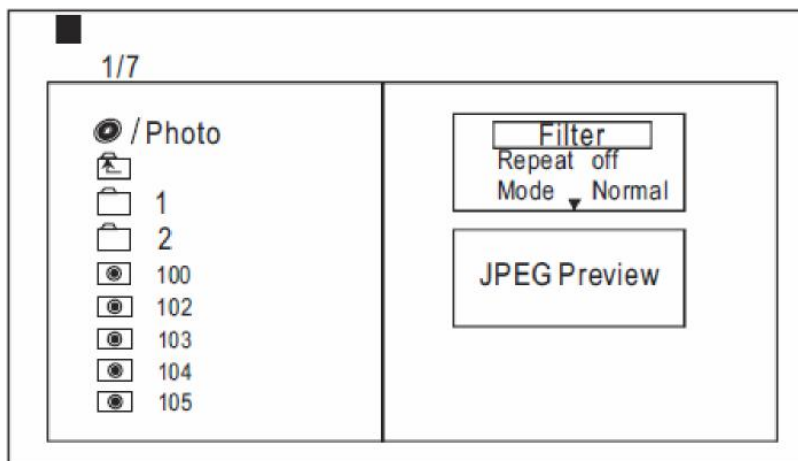 1/7
/ Photo
1
2
100
102
103
104
105
Filter
Repeat off
Mode Normal
JPEG Preview